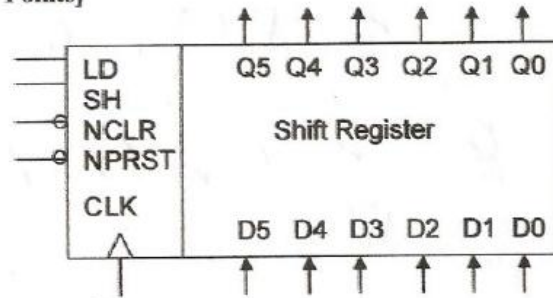 Points]
LD Q5 Q4 Q3 Q2 Q1 Q0
SH
NCLR Shift Register
NPRST
CLK
D5 D4 D3 D2 D1 D0